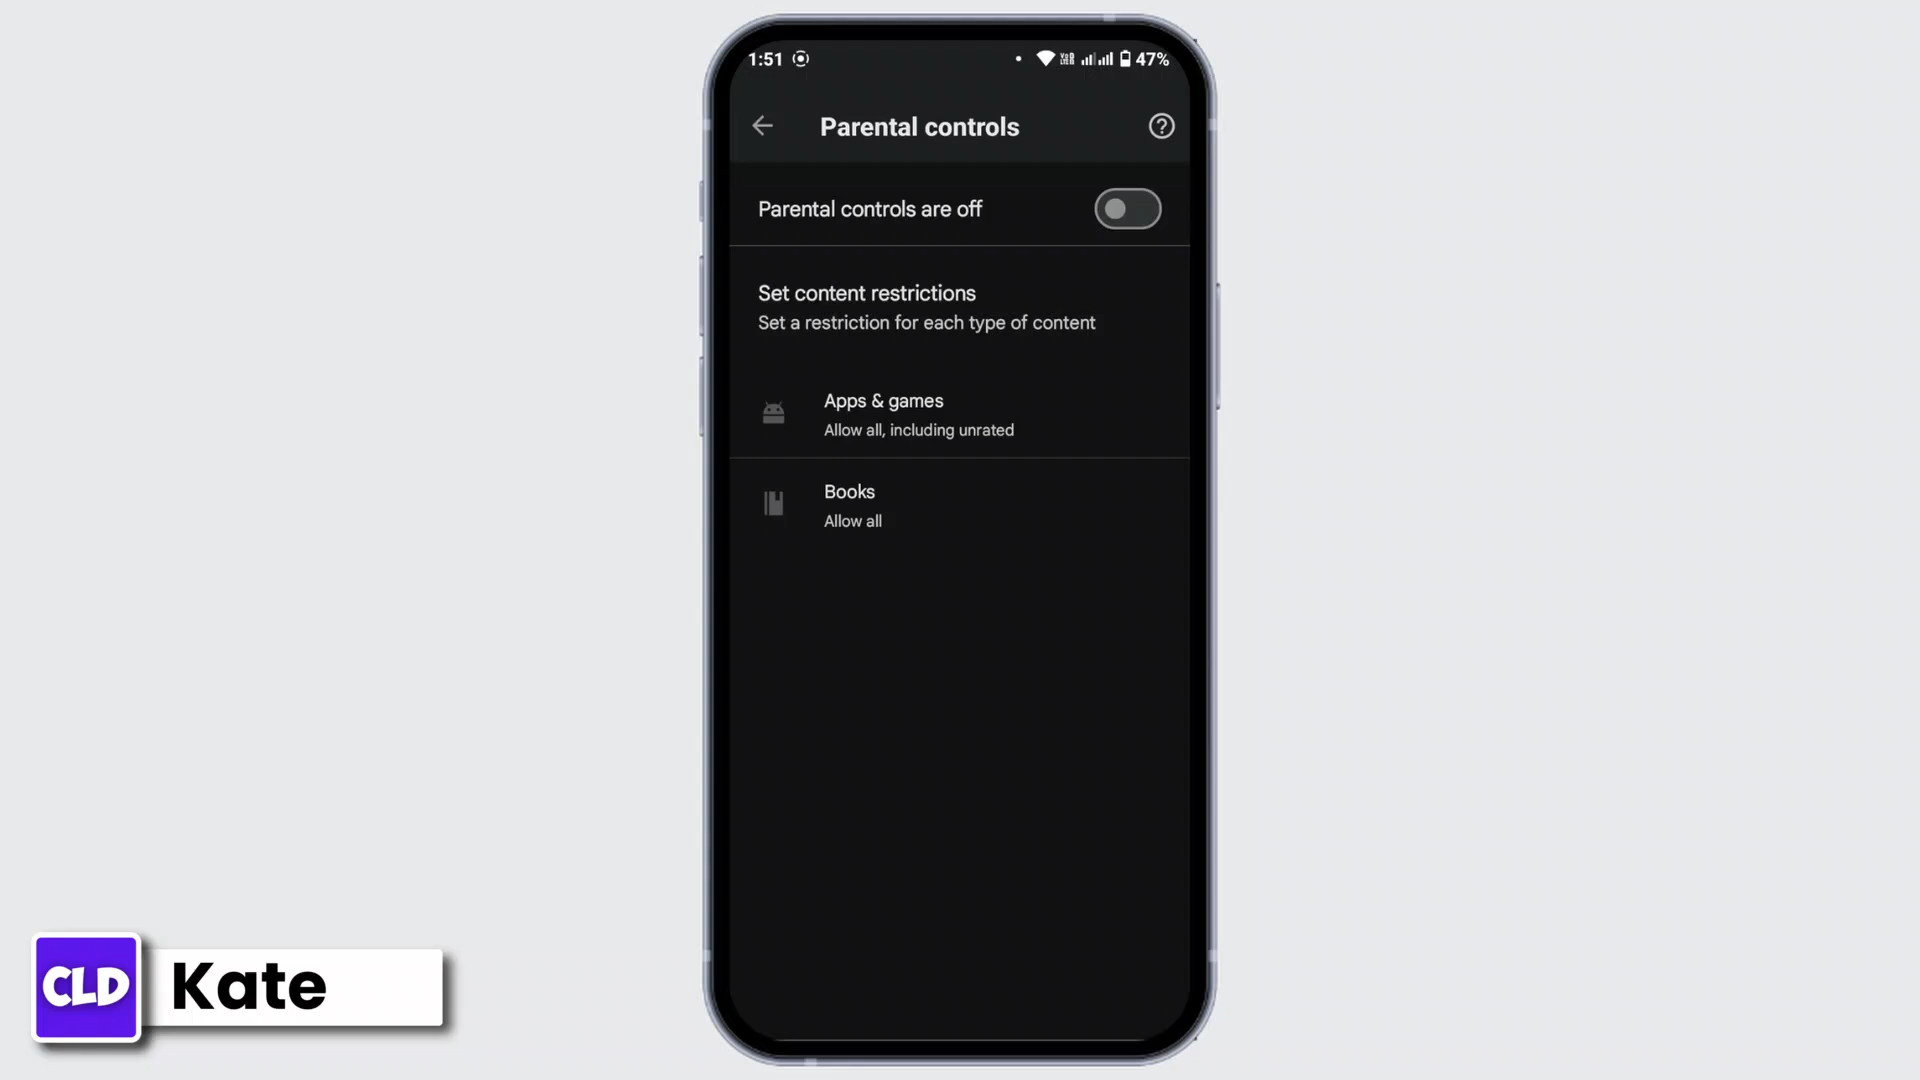 1:51
47%
Parental controls
Parental controls are off
Set content restrictions
Set a restriction for each type of content
Apps & games
Allow all, including unrated
Books
Allow all
CLD
Kate